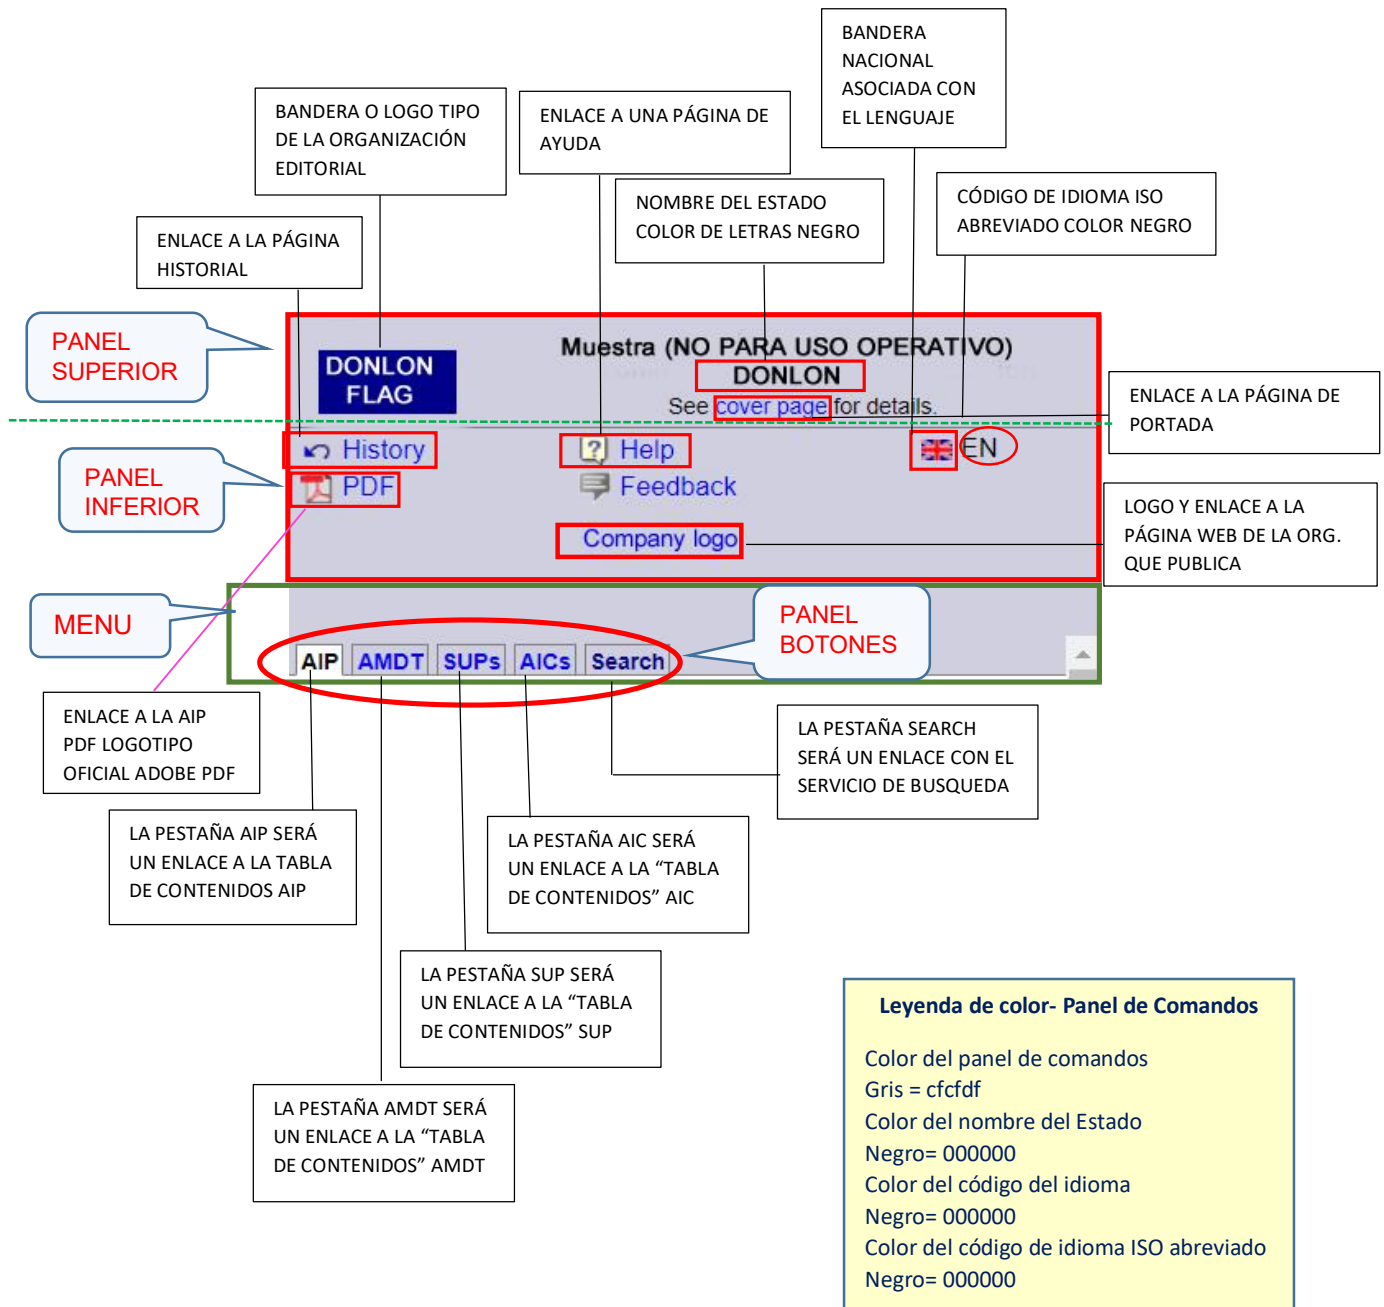 BANDERA
NACIONAL
ASOCIADA CON
EL LENGUAJE
BANDERA O LOGO TIPO
DE LA ORGANIZACIÓN
EDITORIAL
ENLACE A UNA PÁGINA DE
AYUDA
NOMBRE DEL ESTADO
COLOR DE LETRAS NEGRO
CÓDIGO DE IDIOMA ISO
ABREVIADO COLOR NEGRO
ENLACE A LA PÁGINA
HISTORIAL
PANEL
SUPERIOR
DONLON
FLAG
Muestra (NO PARA USO OPERATIVO)
DONLON
See cover page for details.
ENLACE A LA PÁGINA DE
PORTADA
History
Help
EN
PANEL
INFERIOR
PDF
Feedback
Company logo
LOGO Y ENLACE A LA
PÁGINA WEB DE LA ORG.
QUE PUBLICA
MENU
PANEL
BOTONES
AIP AMDT SUPs AICs Search
ENLACE A LA AIP
PDF LOGOTIPO
OFICIAL ADOBE PDF
LA PESTAÑA SEARCH
SERÁ UN ENLACE CON EL
SERVICIO DE BUSQUEDA
LA PESTAÑA AIP SERÁ
UN ENLACE A LA TABLA
DE CONTENIDOS AIP
LA PESTAÑA AIC SERÁ
UN ENLACE A LA “TABLA
DE CONTENIDOS” AIC
LA PESTAÑA SUP SERÁ
UN ENLACE A LA “TABLA
DE CONTENIDOS” SUP
LA PESTAÑA AMDT SERÁ
UN ENLACE A LA “TABLA
DE CONTENIDOS” AMDT
Leyenda de color- Panel de Comandos
Color del panel de comandos
Gris = cfcfdf
Color del nombre del Estado
Negro= 000000
Color del código del idioma
Negro= 000000
Color del código de idioma ISO abreviado
Negro= 000000